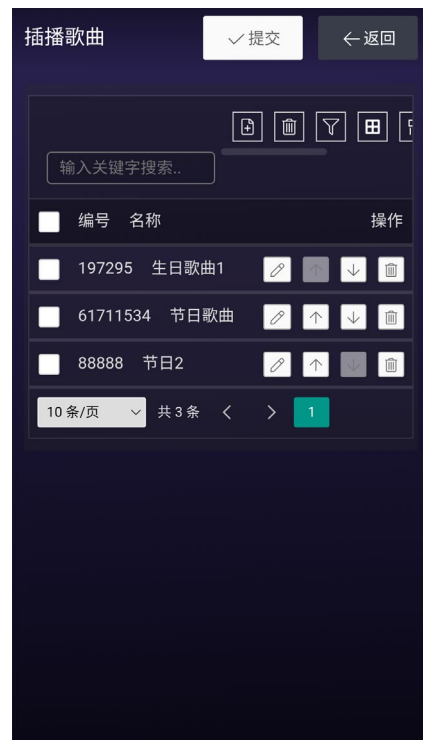 插播歌曲 提交 返回
输入关键字搜索..
编号 名称 操作
197295 生日歌曲1
61711534 节日歌曲
88888 节日2
10 条/页 共 3 条 1